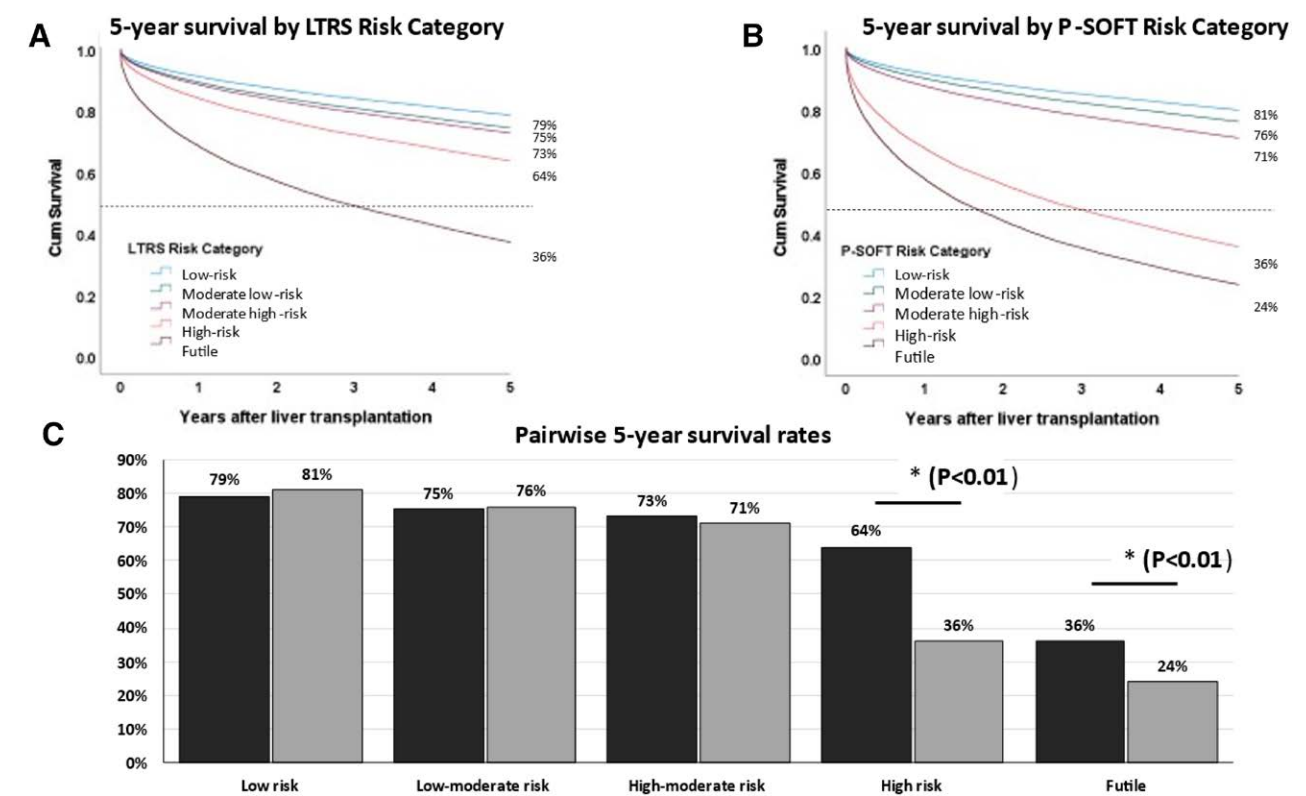 A
5-year survival by LTRS Risk Category
1.0
0.8
0.6
0.4
0.2
0.0
Cum Survival
79%
75%
73%
64%
36%
LTRS Risk Category
Low-risk
Moderate low-risk
Moderate high-risk
High-risk
Futile
0 1 2 3 4 5
Years after liver transplantation
B
5-year survival by P-SOFT Risk Category
1.0
0.8
0.6
0.4
0.2
0.0
Cum Survival
81%
76%
71%
36%
24%
P-SOFT Risk Category
Low-risk
Moderate low-risk
Moderate high-risk
High-risk
Futile
0 1 2 3 4 5
Years after liver transplantation
C
Pairwise 5-year survival rates
90%
80%
70%
60%
50%
40%
30%
20%
10%
0%
79% 81%
75% 76%
73% 71%
64% 36%
* (P<0.01)
36% 24%
* (P<0.01)
Low risk Low-moderate risk High-moderate risk High risk Futile